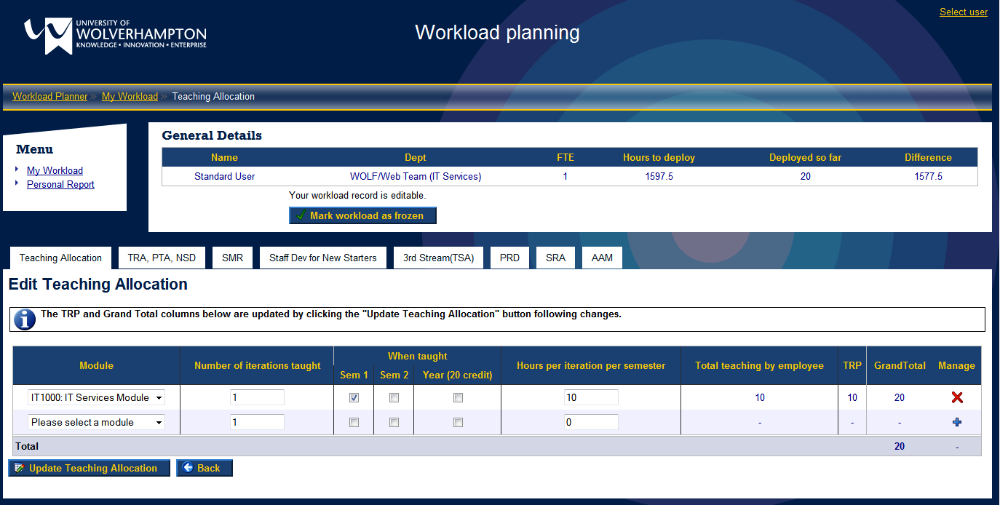 Select user
UNIVERSITY OF
WOLVERHAMPTON
KNOWLEDGE • INNOVATION • ENTERPRISE
Workload planning
Workload Planner » My Workload » Teaching Allocation
Menu
My Workload
Personal Report
General Details
Name Dept FTE Hours to deploy Deployed so far Difference
Standard User WOLF/Web Team (IT Services) 1 1597.5 20 1577.5
Your workload record is editable.
Mark workload as frozen
Teaching Allocation TRA, PTA, NSD SMR Staff Dev for New Starters 3rd Stream(TSA) PRD SRA AAM
Edit Teaching Allocation
The TRP and Grand Total columns below are updated by clicking the "Update Teaching Allocation" button following changes.
Module Number of iterations taught When taught Hours per iteration per semester Total teaching by employee TRP GrandTotal Manage
Sem 1 Sem 2 Year (20 credit)
IT1000: IT Services Module 1 10 10 10 20
Please select a module 1 0 - - -
Total 20 -
Update Teaching Allocation Back